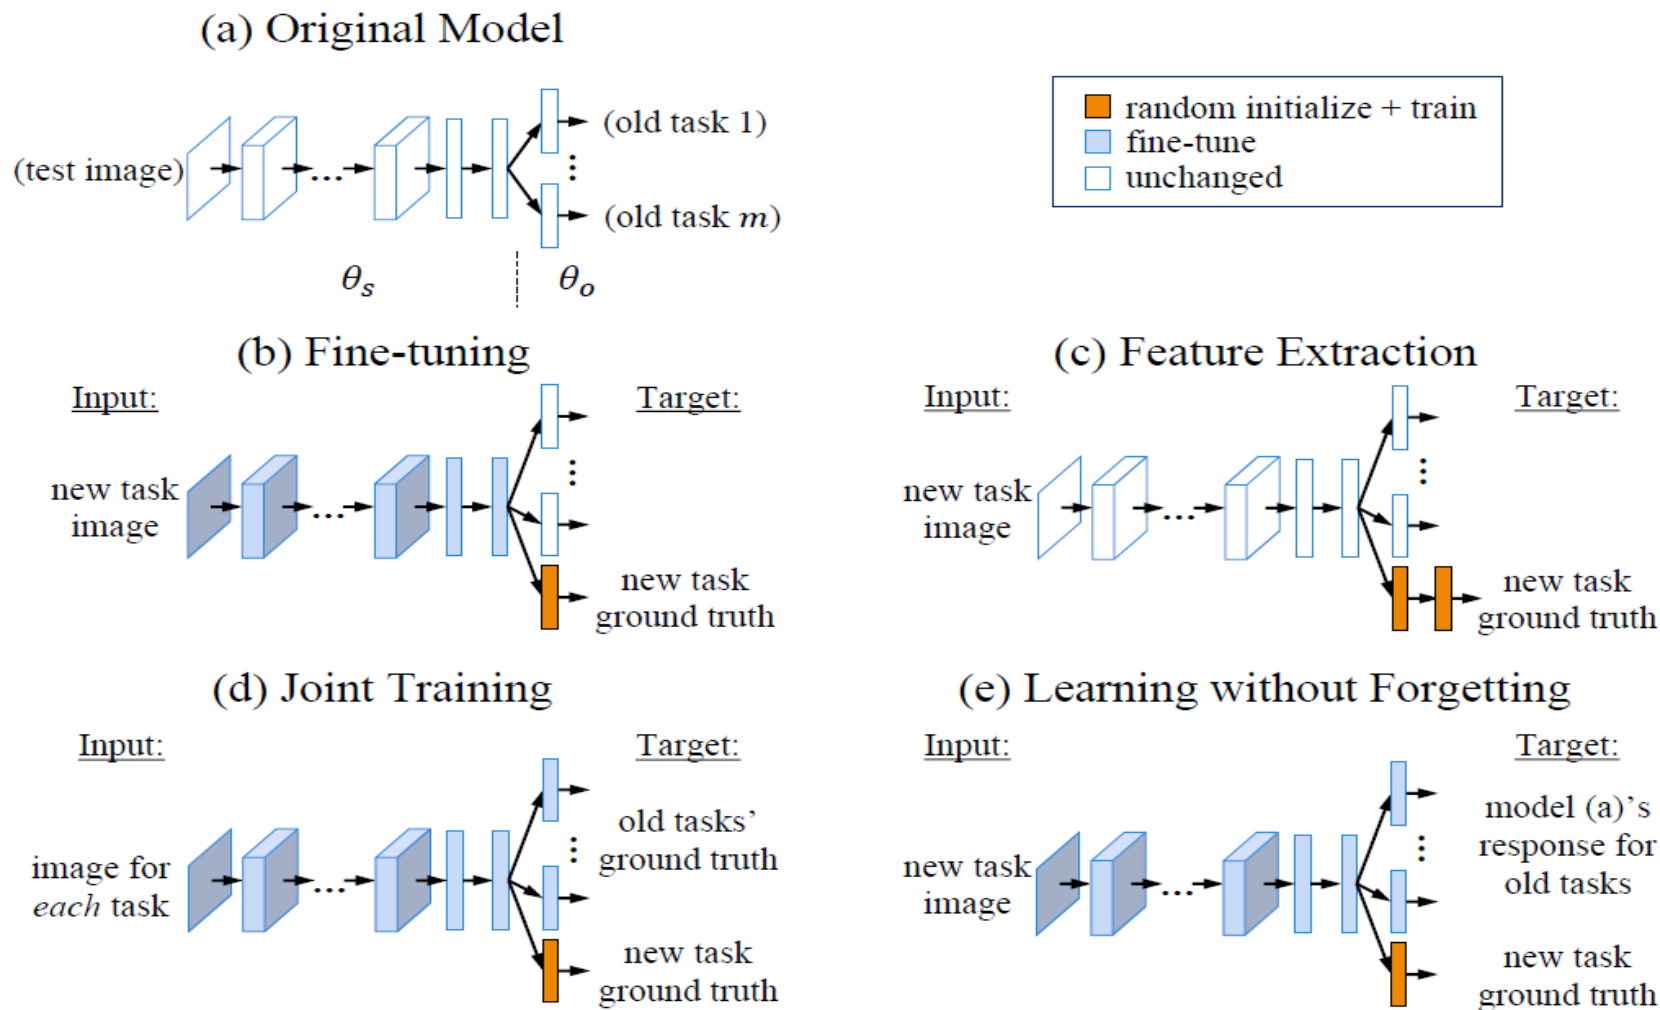 (a) Original Model
(test image)
...
(old task 1)
...
(old task m)
θs
θo
random initialize + train
fine-tune
unchanged
(b) Fine-tuning
Input:
Target:
new task
image
...
...
new task
ground truth
(c) Feature Extraction
Input:
Target:
new task
image
...
...
new task
ground truth
(d) Joint Training
Input:
Target:
image for
each task
...
old tasks’
ground truth
...
new task
ground truth
(e) Learning without Forgetting
Input:
Target:
new task
image
...
model (a)’s
response for
old tasks
...
new task
ground truth